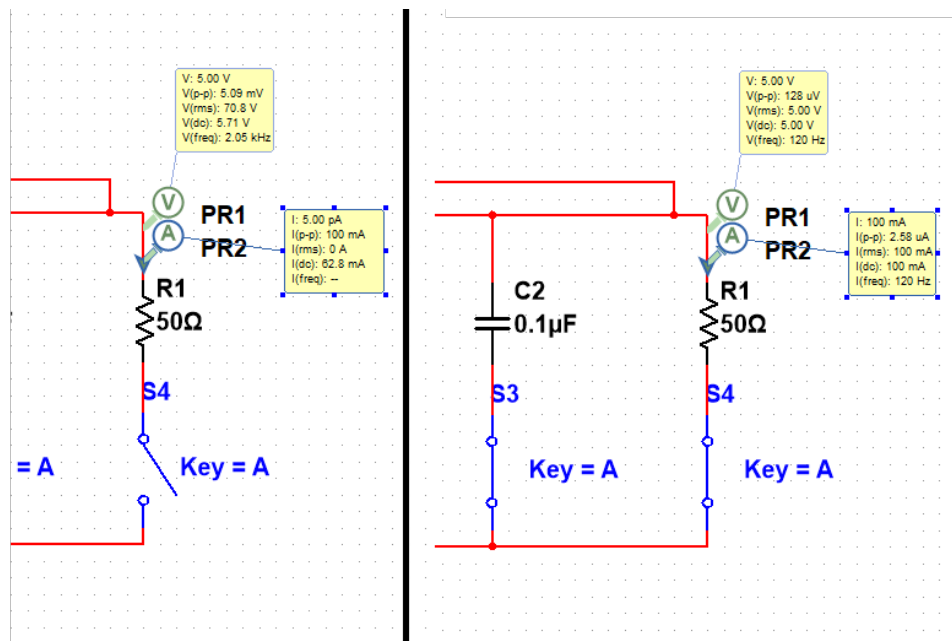 V: 5.00 V
V(p-p): 5.09 mV
V(rms): 70.8 V
V(dc): 5.71 V
V(freq): 2.05 kHz
V
A
PR1
PR2
I: 5.00 pA
I(p-p): 100 mA
I(rms): 0 A
I(dc): 62.8 mA
I(freq): --
R1
50Ω
S4
= A
Key = A
V: 5.00 V
V(p-p): 128 uV
V(rms): 5.00 V
V(dc): 5.00 V
V(freq): 120 Hz
V
A
PR1
PR2
I: 100 mA
I(p-p): 2.58 uA
I(rms): 100 mA
I(dc): 100 mA
I(freq): 120 Hz
C2
0.1µF
R1
50Ω
S3
S4
Key = A
Key = A